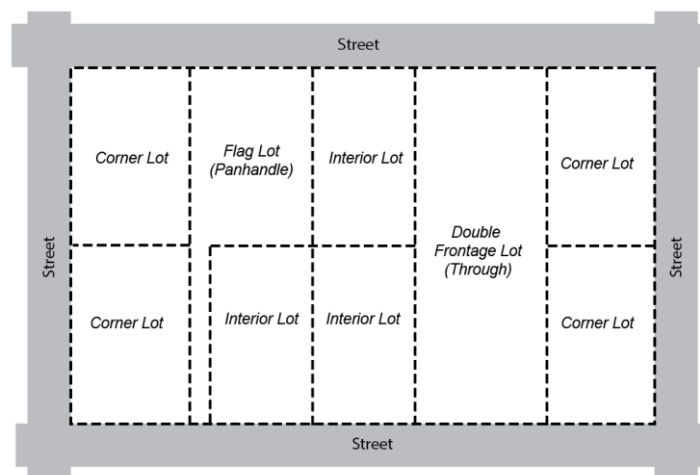 Street
Corner Lot
Flag Lot
(Panhandle)
Interior Lot
Corner Lot
Double
Frontage Lot
(Through)
Street
Street
Corner Lot
Interior Lot
Interior Lot
Corner Lot
Street